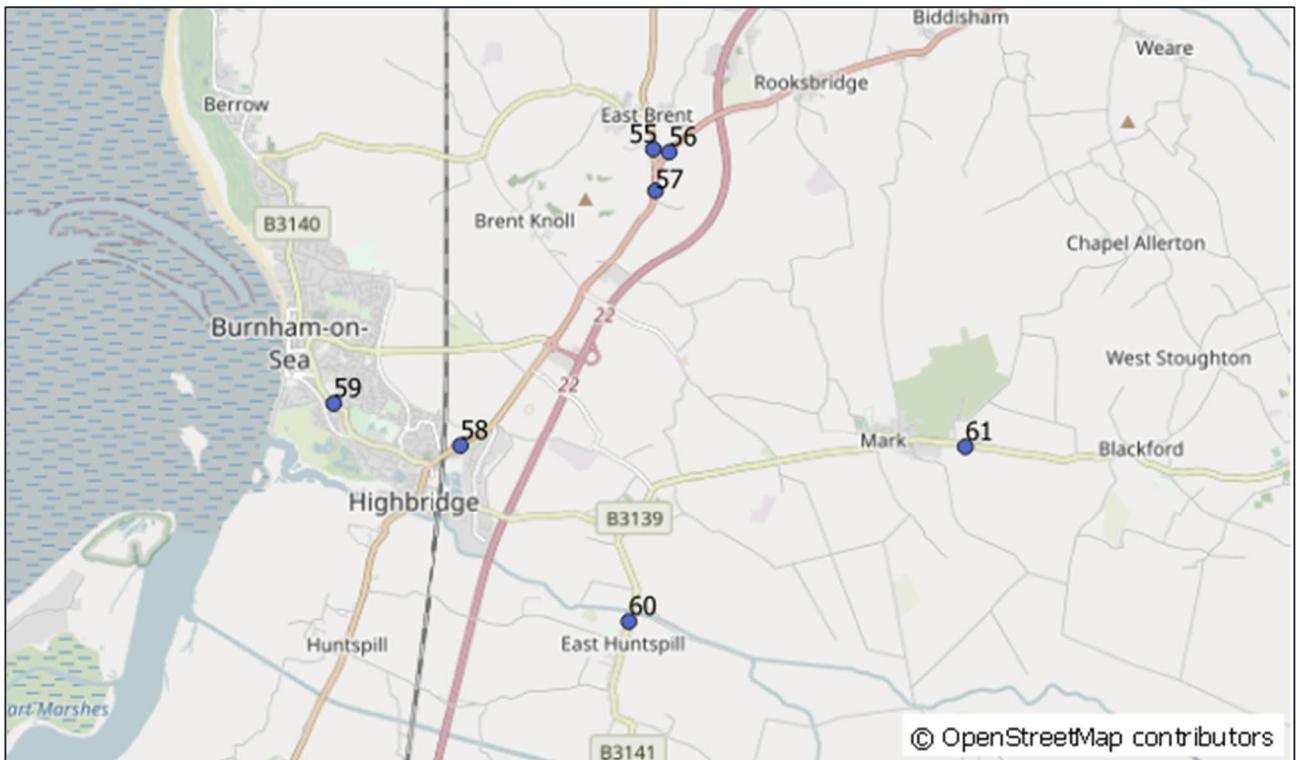 Biddisham
Weare
Rooksbridge
Berrow
East Brent
55
56
57
Brent Knoll
B3140
Chapel Allerton
22
Burnham-on-
Sea
West Stoughton
22
59
58
Mark
61
Blackford
Highbridge
B3139
60
Huntspill
East Huntspill
art Marshes
B3141
© OpenStreetMap contributors